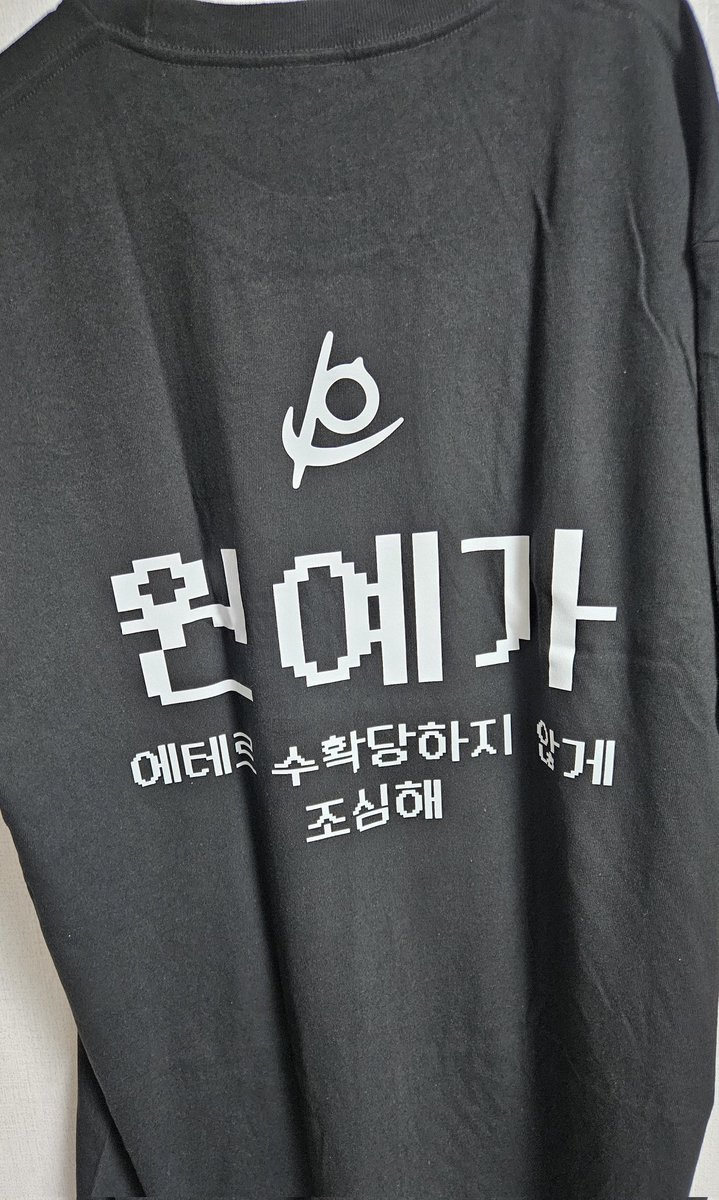 원예가
에테르 수확당하지 않게
조심해